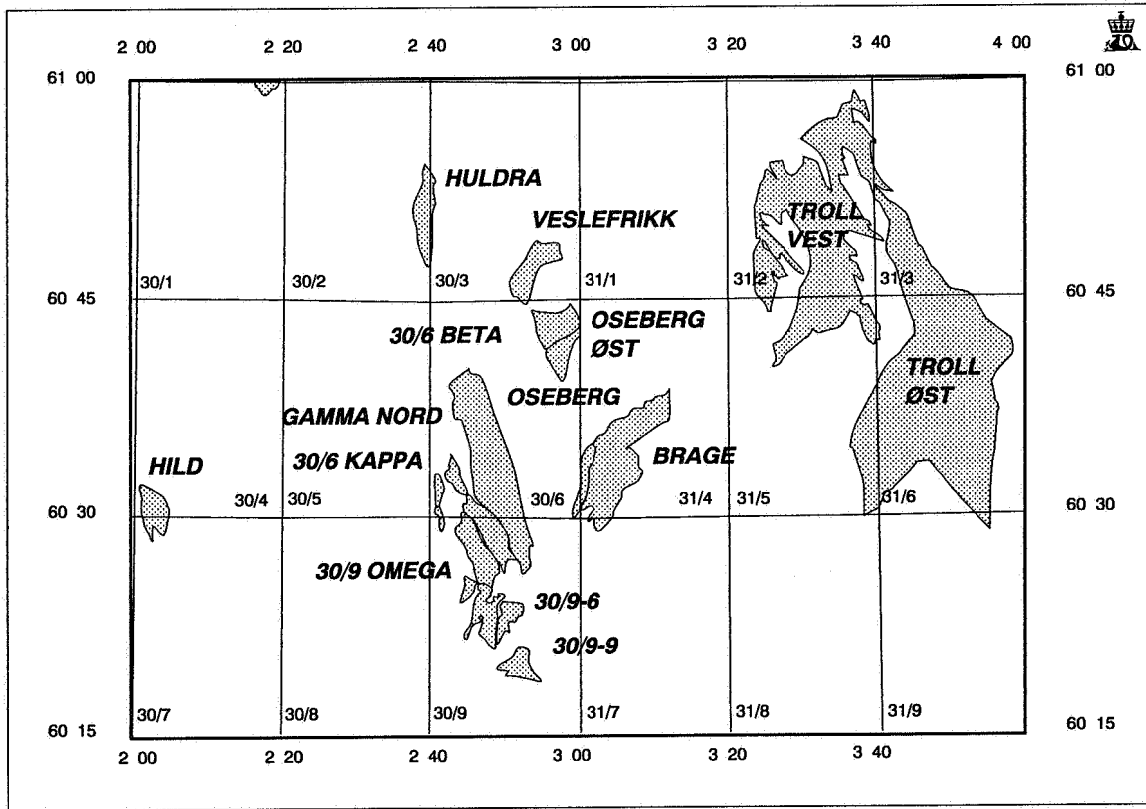 2 00 2 20 2 40 3 00 3 20 3 40 4 00
61 00 61 00
HULDRA
VESLEFRIKK
TROLL
VEST
30/1 30/2 30/3 31/1 31/2 31/3
60 45 60 45
30/6 BETA
OSEBERG
ØST
TROLL
ØST
OSEBERG
GAMMA NORD
30/6 KAPPA
BRAGE
HILD
30/4 30/5 30/6 31/4 31/5 31/6
60 30 60 30
30/9 OMEGA
30/9-6
30/9-9
30/7 30/8 30/9 31/7 31/8 31/9
60 15 60 15
2 00 2 20 2 40 3 00 3 20 3 40